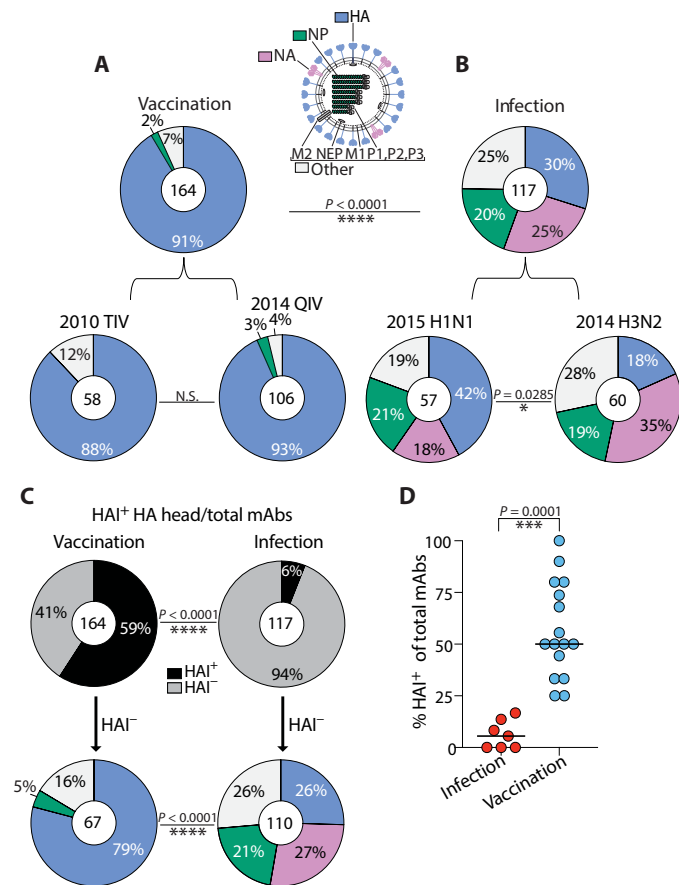 HA
NP
NA
A
B
Vaccination
Infection
M2 NEP M1 P1, P2, P3,
Other
2%
7%
164
91%
P < 0.0001
****
25%
30%
117
20%
25%
2010 TIV
2014 QIV
2015 H1N1
2014 H3N2
12%
58
88%
N.S.
3%
4%
106
93%
19%
42%
57
21%
18%
P = 0.0285
*
28%
18%
60
19%
35%
C
D
HAI+ HA head/total mAbs
Vaccination
Infection
41%
164
59%
P < 0.0001
****
6%
117
94%
HAI+
HAI−
HAI−
HAI−
5%
16%
67
79%
P < 0.0001
****
26%
26%
110
21%
27%
P = 0.0001
***
% HAI+ of total mAbs
100
75
50
25
0
Infection
Vaccination